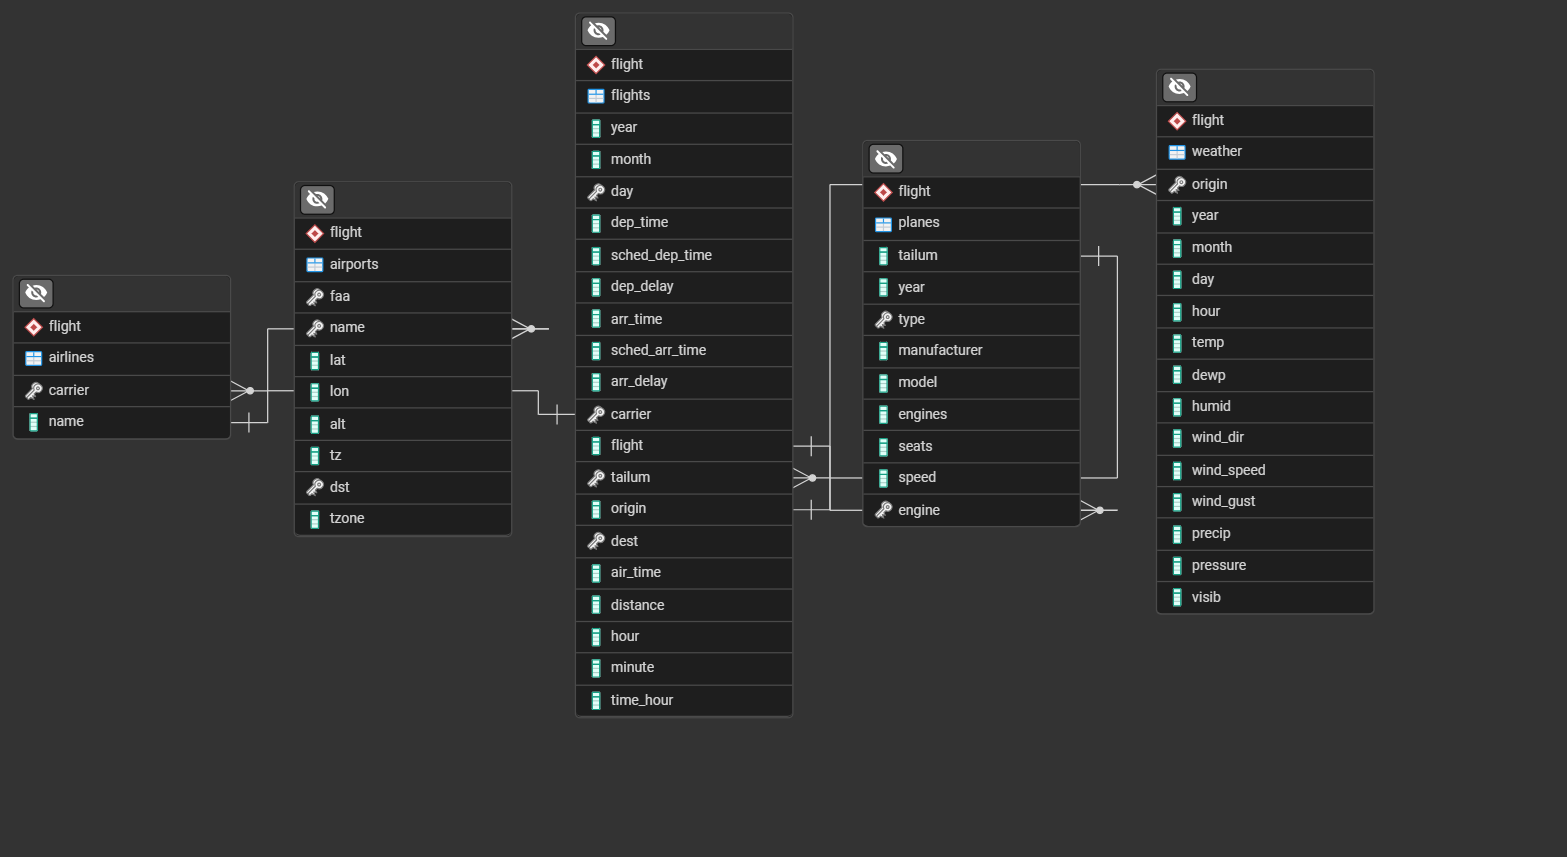 flight
airlines
carrier
name
flight
airports
faa
name
lat
lon
alt
tz
dst
tzone
flight
flights
year
month
day
dep_time
sched_dep_time
dep_delay
arr_time
sched_arr_time
arr_delay
carrier
flight
tailum
origin
dest
air_time
distance
hour
minute
time_hour
flight
planes
tailum
year
type
manufacturer
model
engines
seats
speed
engine
flight
weather
origin
year
month
day
hour
temp
dewp
humid
wind_dir
wind_speed
wind_gust
precip
pressure
visib